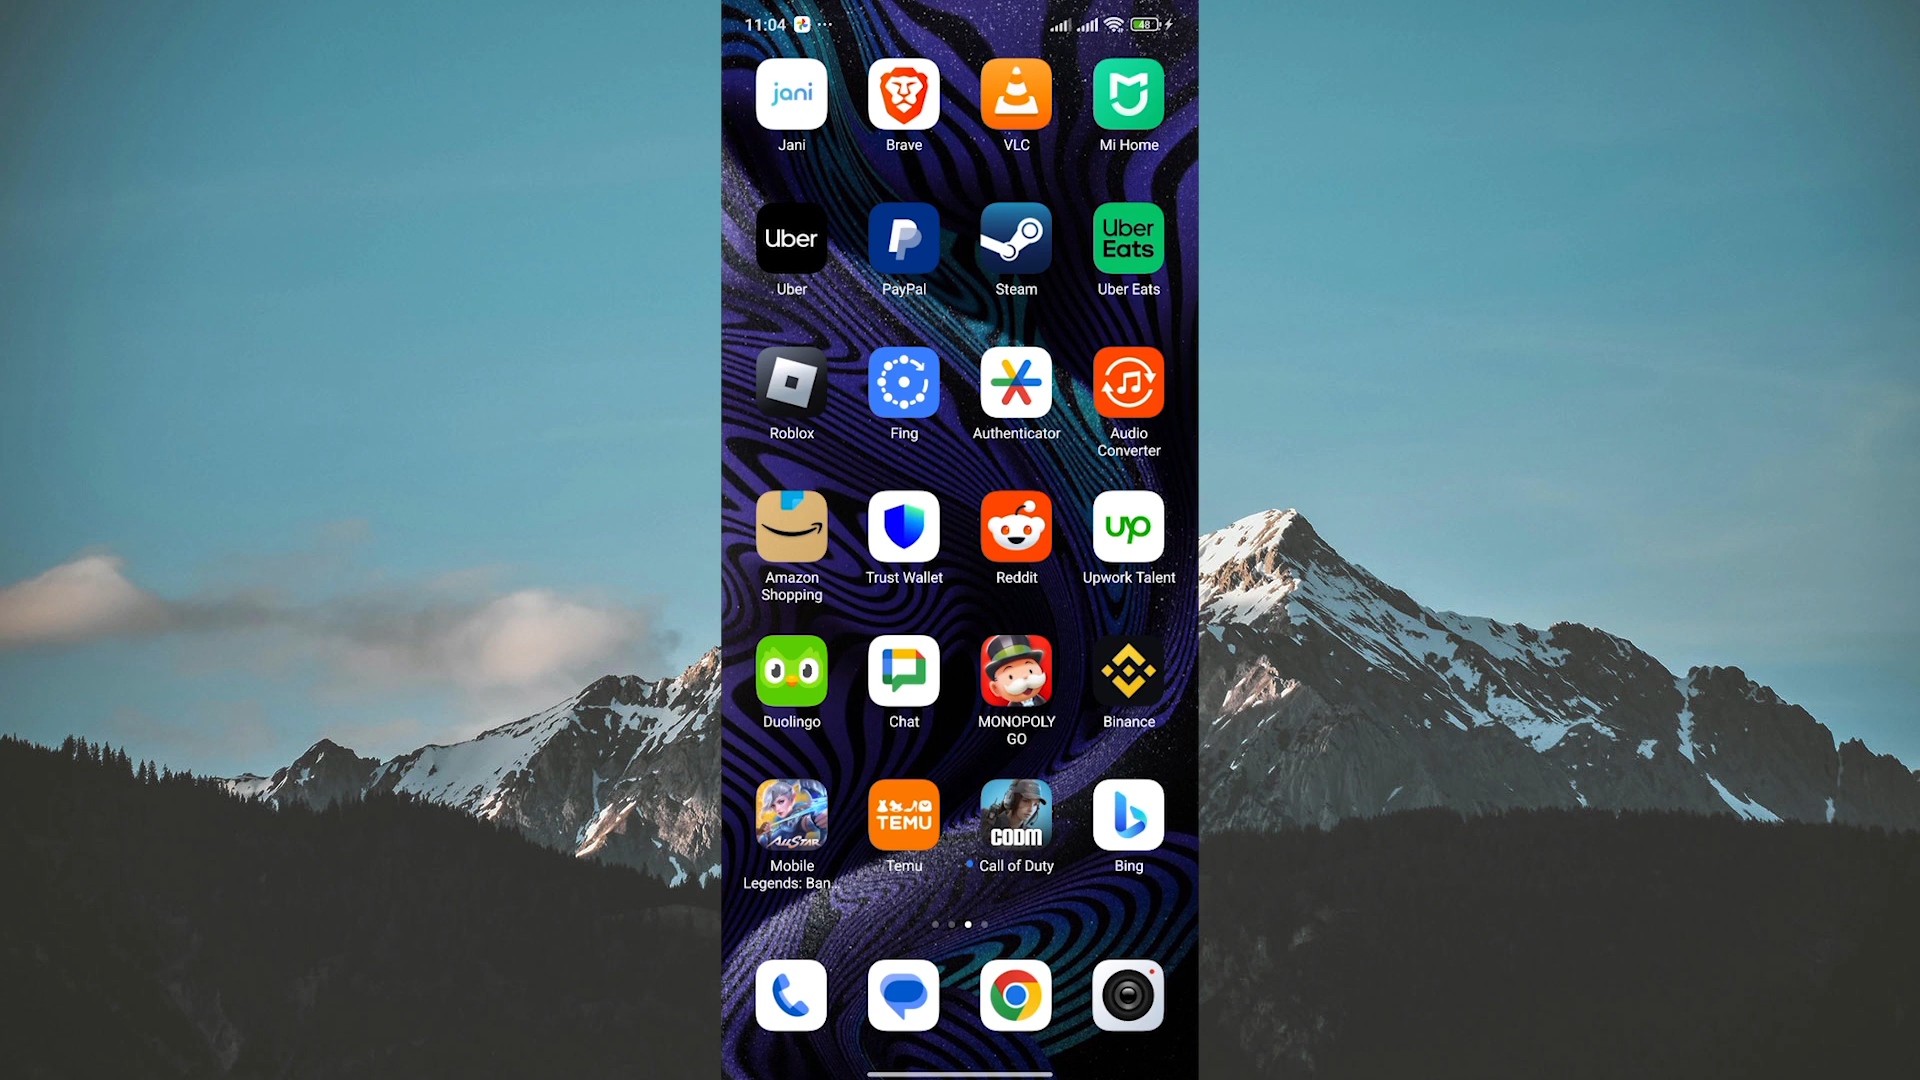 11:04
48
jani
Jani
Brave
VLC
Mi Home
Uber
Uber
PayPal
Steam
Uber
Eats
Uber Eats
Roblox
Fing
Authenticator
Audio
Converter
Amazon
Shopping
Trust Wallet
Reddit
up
Upwork Talent
Duolingo
Chat
MONOPOLY
GO
Binance
ALLSTAR
Mobile
Legends: Ban...
TEMU
Temu
CODM
Call of Duty
Bing